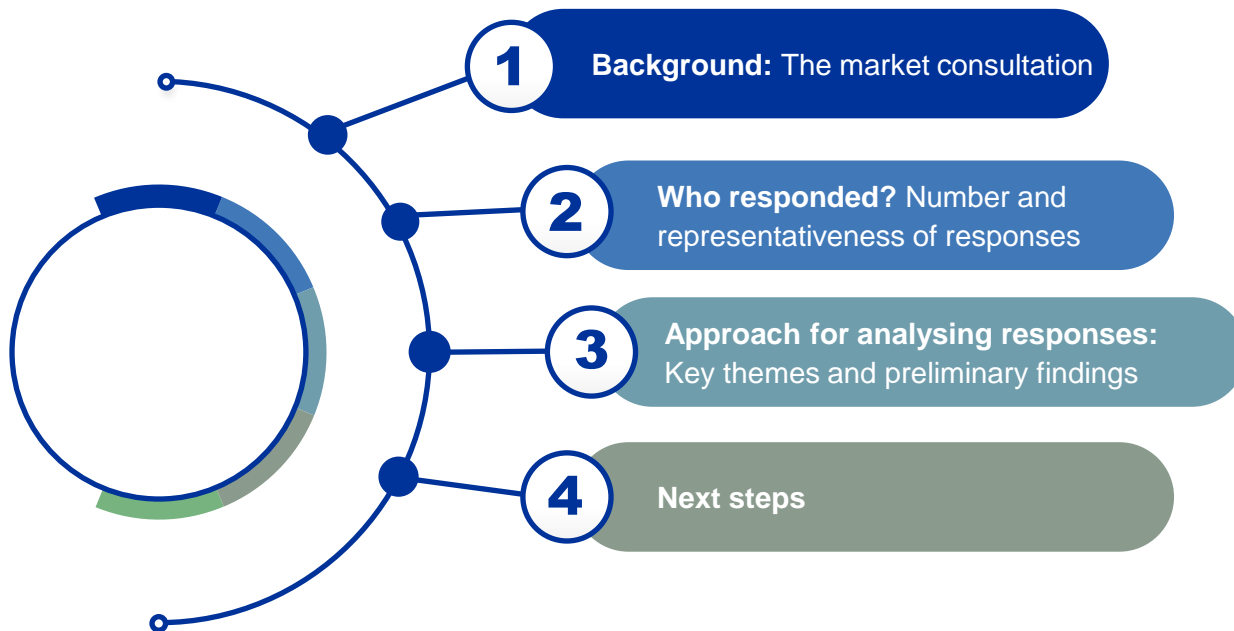 1
Background: The market consultation
2
Who responded? Number and
representativeness of responses
3
Approach for analysing responses:
Key themes and preliminary findings
4
Next steps